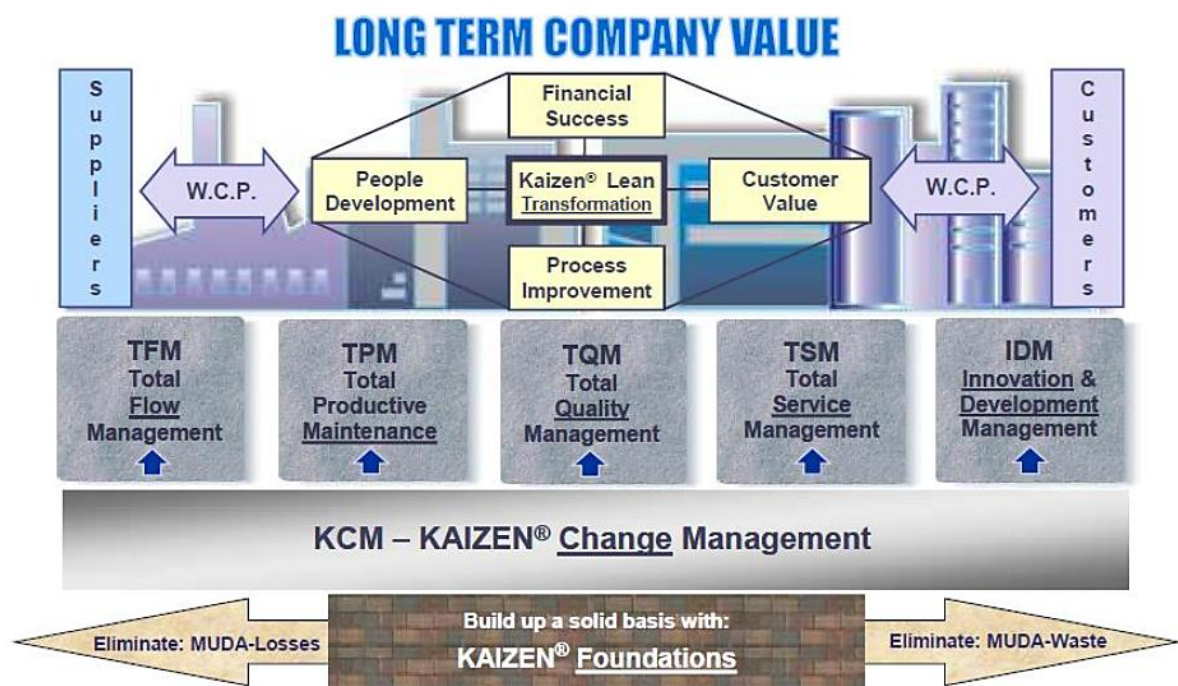 LONG TERM COMPANY VALUE
Suppliers
W.C.P.
Financial
Success
People
Development
Kaizen® Lean
Transformation
Customer
Value
Process
Improvement
W.C.P.
Customers
TFM
Total
Flow
Management
TPM
Total
Productive
Maintenance
TQM
Total
Quality
Management
TSM
Total
Service
Management
IDM
Innovation &
Development
Management
KCM – KAIZEN® Change Management
Eliminate: MUDA-Losses
Build up a solid basis with:
KAIZEN® Foundations
Eliminate: MUDA-Waste